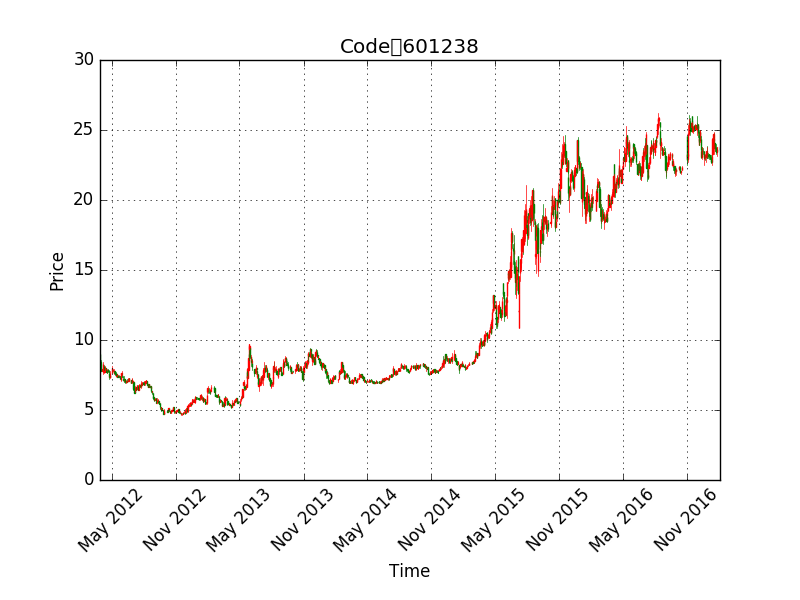 Code▯601238
30
25
20
15
10
5
0
Price
May 2012
Nov 2012
May 2013
Nov 2013
May 2014
Nov 2014
May 2015
Nov 2015
May 2016
Nov 2016
Time